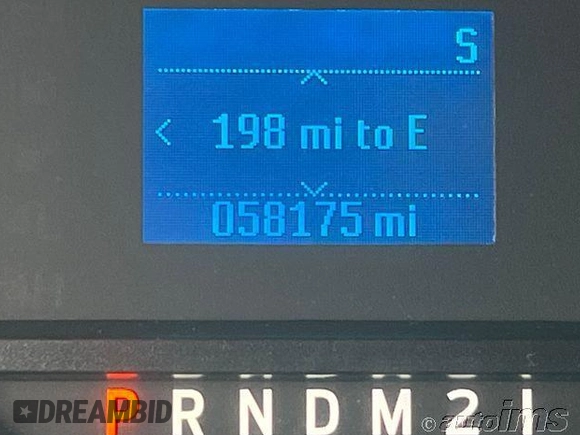 S
198 mi to E
058175 mi
P R N D M 2 1
DREAMBID
© autoims